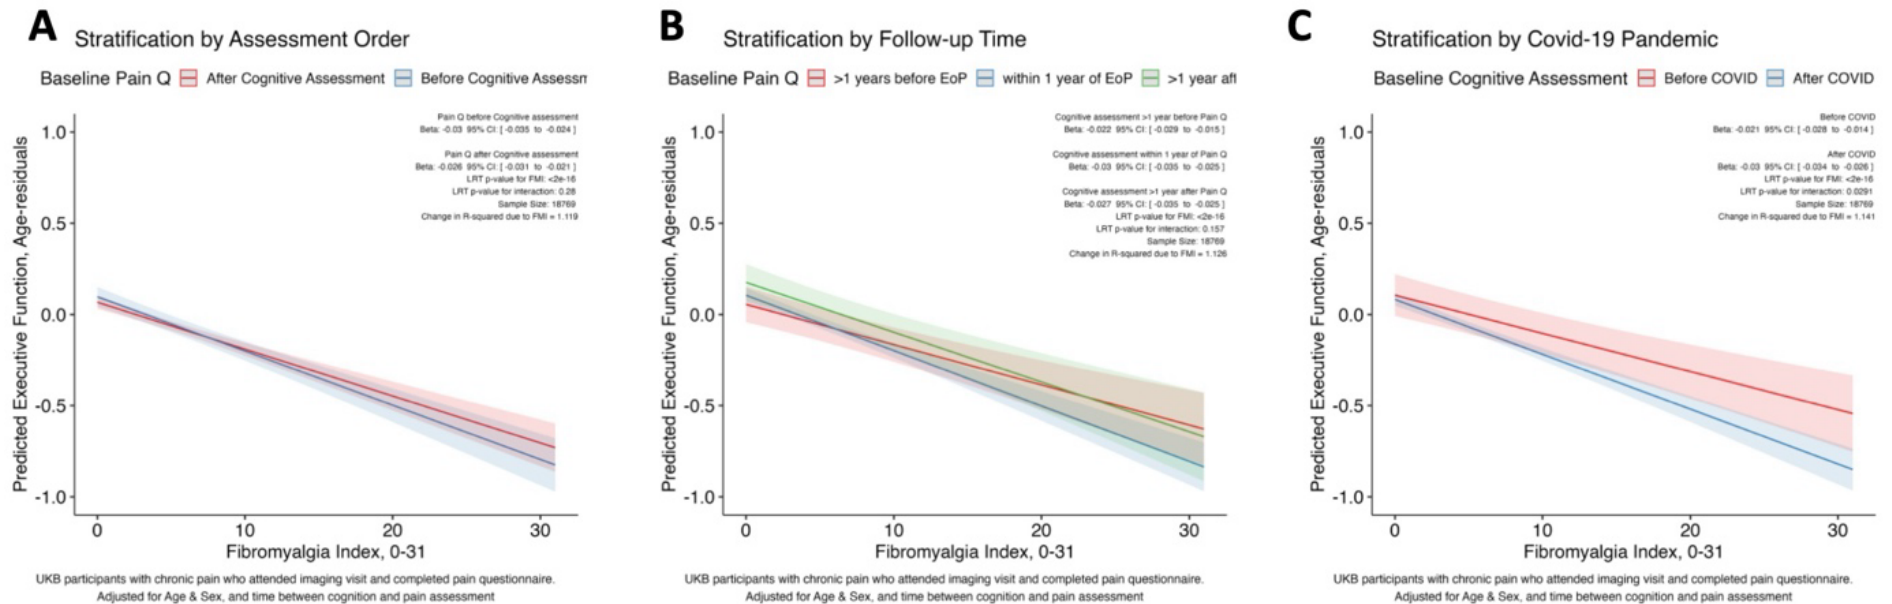 A
Stratification by Assessment Order
Baseline Pain Q After Cognitive Assessment Before Cognitive Assessm
Pain Q before Cognitive assessment
Beta: -0.03 95% CI: [ -0.035 to -0.024 ]
Pain Q after Cognitive assessment
Beta: -0.026 95% CI: [ -0.031 to -0.021 ]
LRT p-value for FMI: <2e-16
LRT p-value for interaction: 0.28
Sample Size: 18769
Change in R-squared due to FMI = 1.119
Predicted Executive Function, Age-residuals
1.0
0.5
0.0
-0.5
-1.0
0 10 20 30
Fibromyalgia Index, 0-31
UKB participants with chronic pain who attended imaging visit and completed pain questionnaire.
Adjusted for Age & Sex, and time between cognition and pain assessment
B
Stratification by Follow-up Time
Baseline Pain Q >1 years before EoP within 1 year of EoP >1 year aft
Cognitive assessment >1 year before Pain Q
Beta: -0.022 95% CI: [ -0.029 to -0.015 ]
Cognitive assessment within 1 year of Pain Q
Beta: -0.03 95% CI: [ -0.035 to -0.025 ]
Cognitive assessment >1 year after Pain Q
Beta: -0.027 95% CI: [ -0.035 to -0.025 ]
LRT p-value for FMI: <2e-16
LRT p-value for interaction: 0.157
Sample Size: 18769
Change in R-squared due to FMI = 1.126
Predicted Executive Function, Age-residuals
1.0
0.5
0.0
-0.5
-1.0
0 10 20 30
Fibromyalgia Index, 0-31
UKB participants with chronic pain who attended imaging visit and completed pain questionnaire.
Adjusted for Age & Sex, and time between cognition and pain assessment
C
Stratification by Covid-19 Pandemic
Baseline Cognitive Assessment Before COVID After COVID
Before COVID
Beta: -0.021 95% CI: [ -0.028 to -0.014 ]
After COVID
Beta: -0.03 95% CI: [ -0.034 to -0.026 ]
LRT p-value for FMI: <2e-16
LRT p-value for interaction: 0.0291
Sample Size: 18769
Change in R-squared due to FMI = 1.141
Predicted Executive Function, Age-residuals
1.0
0.5
0.0
-0.5
-1.0
0 10 20 30
Fibromyalgia Index, 0-31
UKB participants with chronic pain who attended imaging visit and completed pain questionnaire.
Adjusted for Age & Sex, and time between cognition and pain assessment